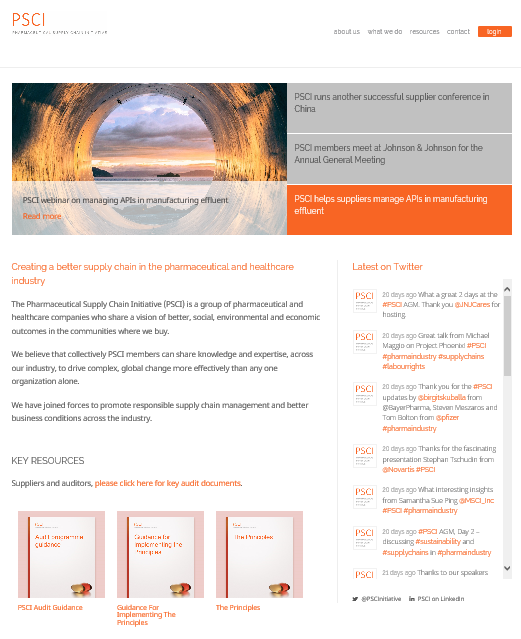 PSCI
PHARMACEUTICAL SUPPLY CHAIN INITIATIVE
about us what we do resources contact login
PSCI runs another successful supplier conference in
China
PSCI members meet at Johnson & Johnson for the
Annual General Meeting
PSCI helps suppliers manage APIs in manufacturing
effluent
PSCI webinar on managing APIs in manufacturing effluent
Read more
Creating a better supply chain in the pharmaceutical and healthcare
industry
The Pharmaceutical Supply Chain Initiative (PSCI) is a group of pharmaceutical and
healthcare companies who share a vision of better, social, environmental and economic
outcomes in the communities where we buy.
We believe that collectively PSCI members can share knowledge and expertise, across
our industry, to drive complex, global change more effectively than any one
organization alone.
We have joined forces to promote responsible supply chain management and better
business conditions across the industry.
KEY RESOURCES
Suppliers and auditors, please click here for key audit documents.
PSCI
Audit programme
guidance
PSCI Audit Guidance
PSCI
Guidance for
Implementing the
Principles
Guidance For
Implementing The
Principles
PSCI
The Principles
The Principles
Latest on Twitter
PSCI
20 days ago What a great 2 days at the
#PSCI AGM. Thank you @JNJCares for
hosting.
PSCI
20 days ago Great talk from Michael
Maggio on Project Phoenix! #PSCI
#pharmaindustry #supplychains
#labourrights
PSCI
20 days ago Thank you for the #PSCI
updates by @birgitskuballa from
@BayerPharma, Steven Meszaros and
Tom Bolton from @pfizer
#pharmaindustry
PSCI
20 days ago Thanks for the fascinating
presentation Stephan Tschudin from
@Novartis #PSCI
PSCI
20 days ago What interesting insights
from Samantha Sue Ping @MSCI_Inc
#PSCI #pharmaindustry
PSCI
20 days ago #PSCI AGM, Day 2 –
discussing #sustainability and
#supplychains in #pharmaindustry
PSCI
21 days ago Thanks to our speakers
@PSCInitiative PSCI on LinkedIn